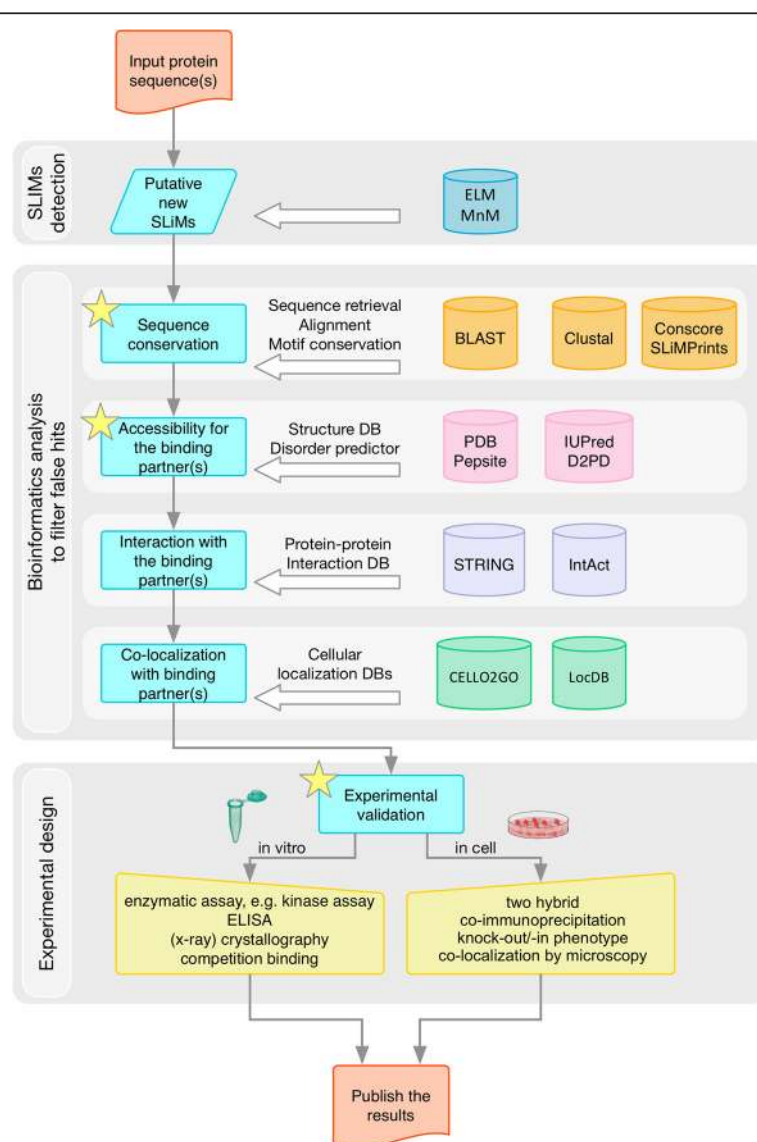 Input protein
sequence(s)
SLIMs
detection
Putative
new
SLiMs
ELM
MnM
Bioinformatics analysis
to filter false hits
Sequence
conservation
Sequence retrieval
Alignment
Motif conservation
BLAST
Clustal
Conscore
SLiMPrints
Accessibility for
the binding
partner(s)
Structure DB
Disorder predictor
PDB
Pepsite
IUPred
D2PD
Interaction with
the binding
partner(s)
Protein-protein
Interaction DB
STRING
IntAct
Co-localization
with binding
partner(s)
Cellular
localization DBs
CELLO2GO
LocDB
Experimental design
Experimental
validation
in vitro
in cell
enzymatic assay, e.g. kinase assay
ELISA
(x-ray) crystallography
competition binding
two hybrid
co-immunoprecipitation
knock-out/-in phenotype
co-localization by microscopy
Publish the
results